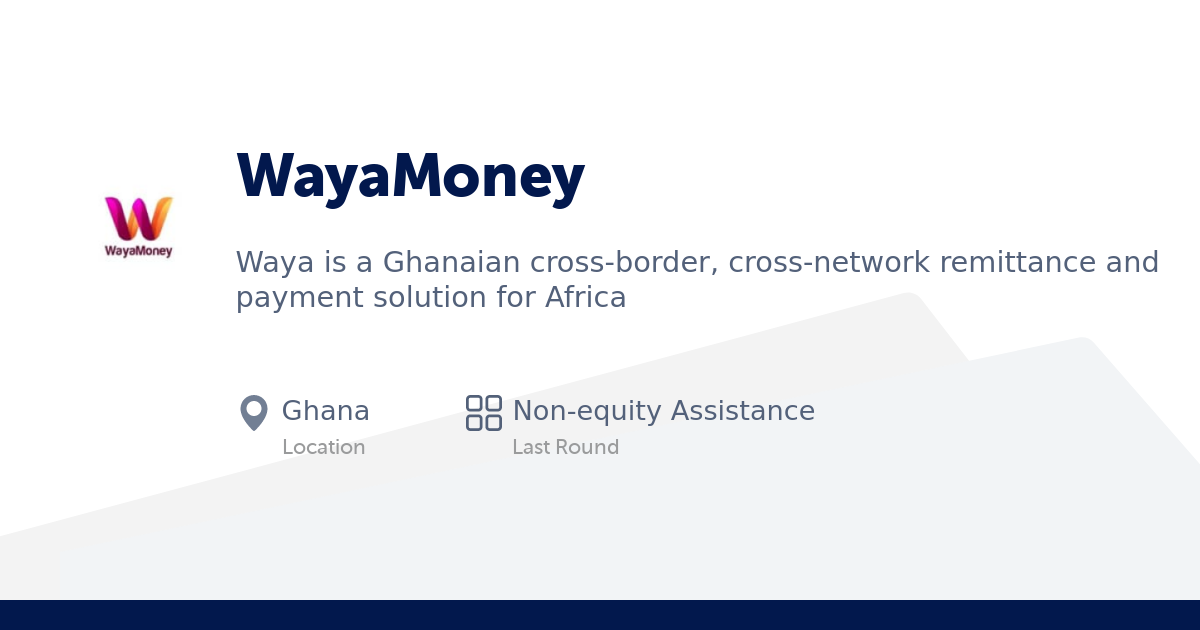 WayaMoney
WayaMoney
Waya is a Ghanaian cross-border, cross-network remittance and
payment solution for Africa
Ghana
Location
Non-equity Assistance
Last Round